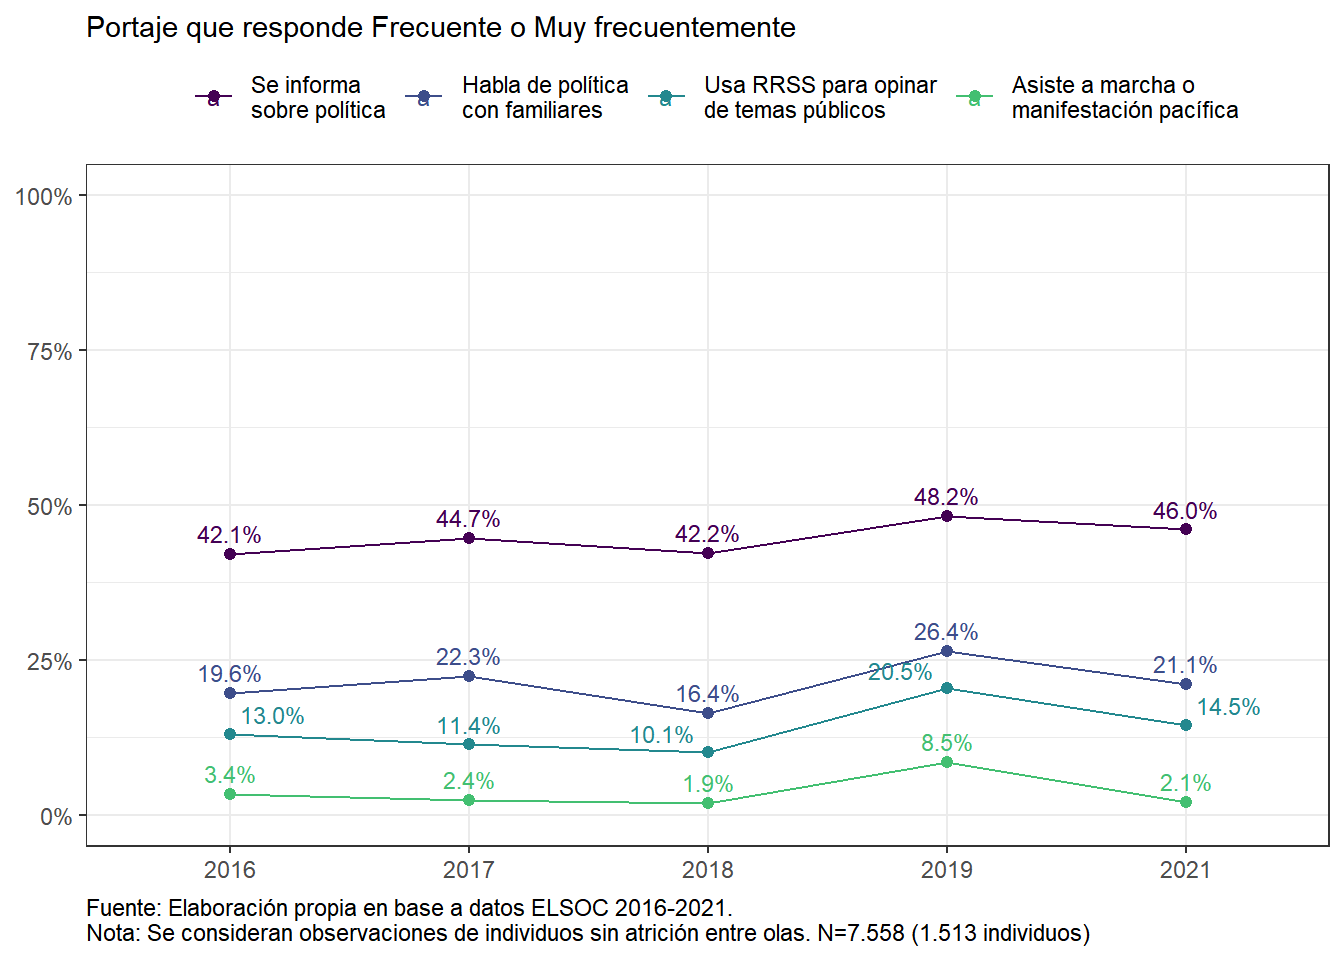 Portaje que responde Frecuente o Muy frecuentemente
a Se informa
sobre política
a Habla de política
con familiares
a Usa RRSS para opinar
de temas públicos
a Asiste a marcha o
manifestación pacífica
100%
75%
50%
25%
0%
42.1%
44.7%
42.2%
48.2%
46.0%
19.6%
22.3%
16.4%
26.4%
21.1%
13.0%
11.4%
10.1%
20.5%
14.5%
3.4%
2.4%
1.9%
8.5%
2.1%
2016
2017
2018
2019
2021
Fuente: Elaboración propia en base a datos ELSOC 2016-2021.
Nota: Se consideran observaciones de individuos sin atrición entre olas. N=7.558 (1.513 individuos)